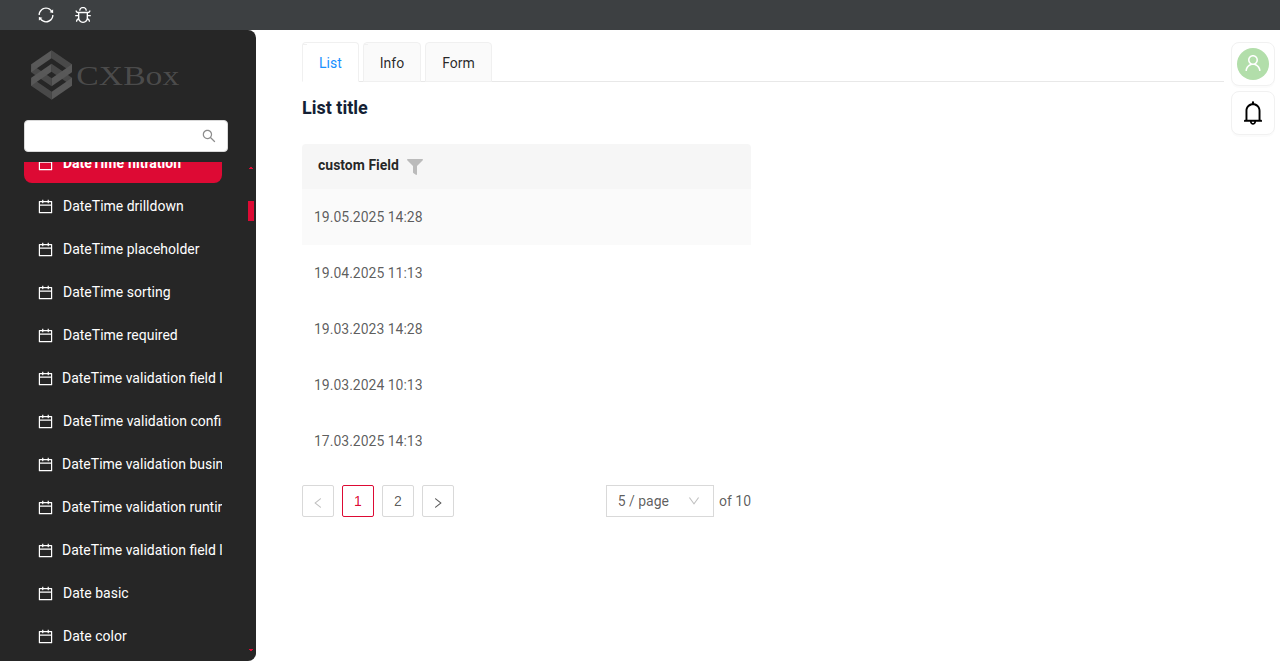 CXBox
DateTime filtration
DateTime drilldown
DateTime placeholder
DateTime sorting
DateTime required
DateTime validation field
DateTime validation confi
DateTime validation busin
DateTime validation runtir
DateTime validation field
Date basic
Date color
List
Info
Form
List title
custom Field
19.05.2025 14:28
19.04.2025 11:13
19.03.2023 14:28
19.03.2024 10:13
17.03.2025 14:13
<
1
2
>
5 / page
of 10